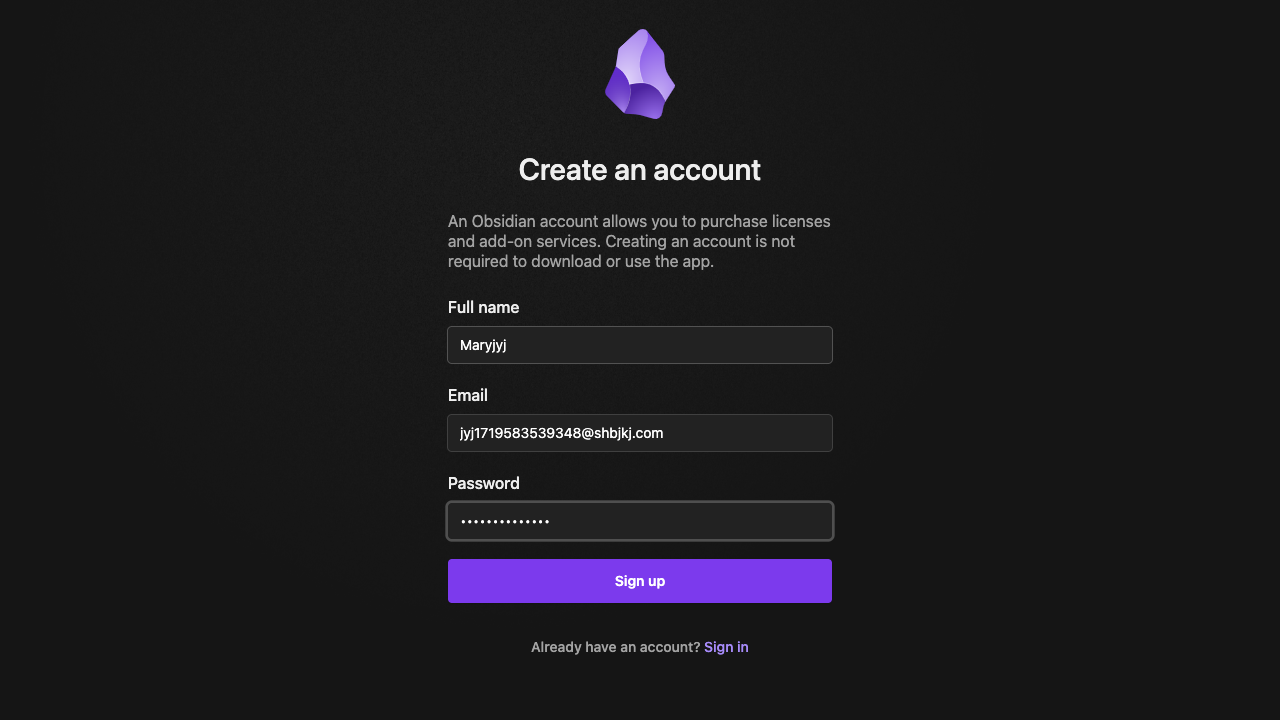 Create an account
An Obsidian account allows you to purchase licenses
and add-on services. Creating an account is not
required to download or use the app.
Full name
Maryjyj
Email
jyj1719583539348@shbjkj.com
Password
••••••••••••••
Sign up
Already have an account? Sign in